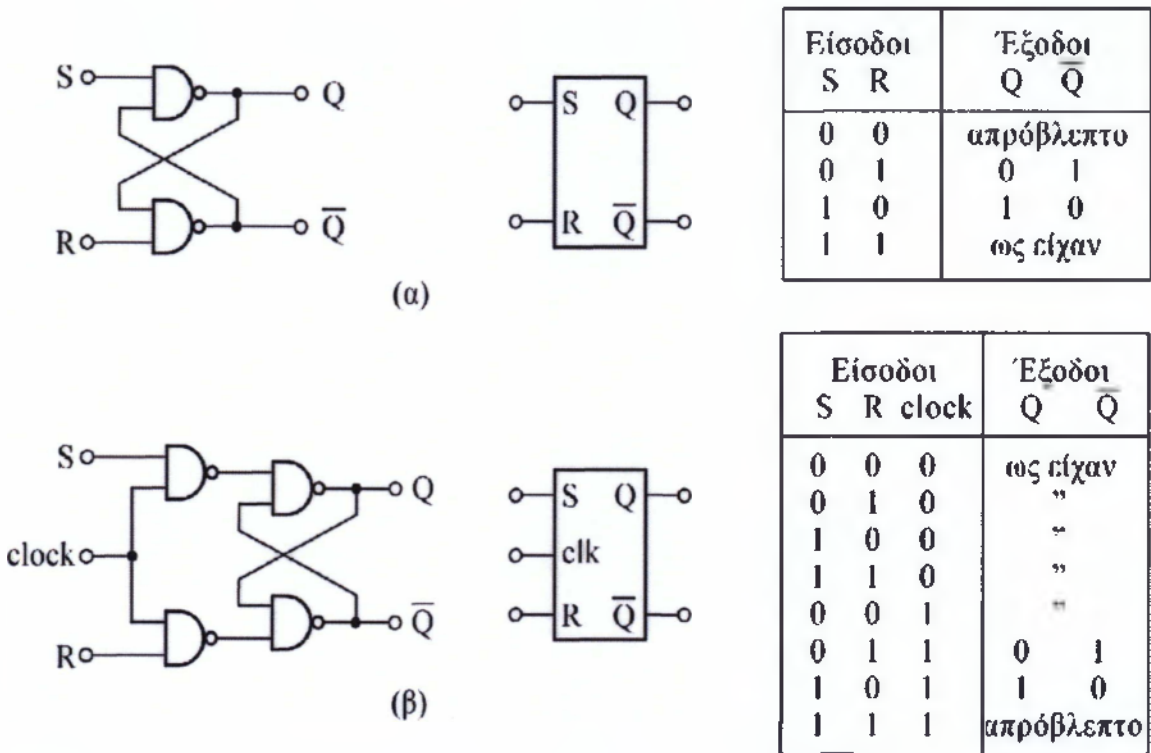 S Q
R Q̅
S Q
R Q̅
(α)
Είσοδοι Έξοδοι
S R Q Q̅
0 0 απρόβλεπτο
0 1 0 1
1 0 1 0
1 1 ως είχαν
S Q
clock
R Q̅
S Q
clk
R Q̅
(β)
Είσοδοι Έξοδοι
S R clock Q Q̅
0 0 0 ως είχαν
0 1 0 "
1 0 0 "
1 1 0 "
0 0 1 "
0 1 1 0 1
1 0 1 1 0
1 1 1 απρόβλεπτο